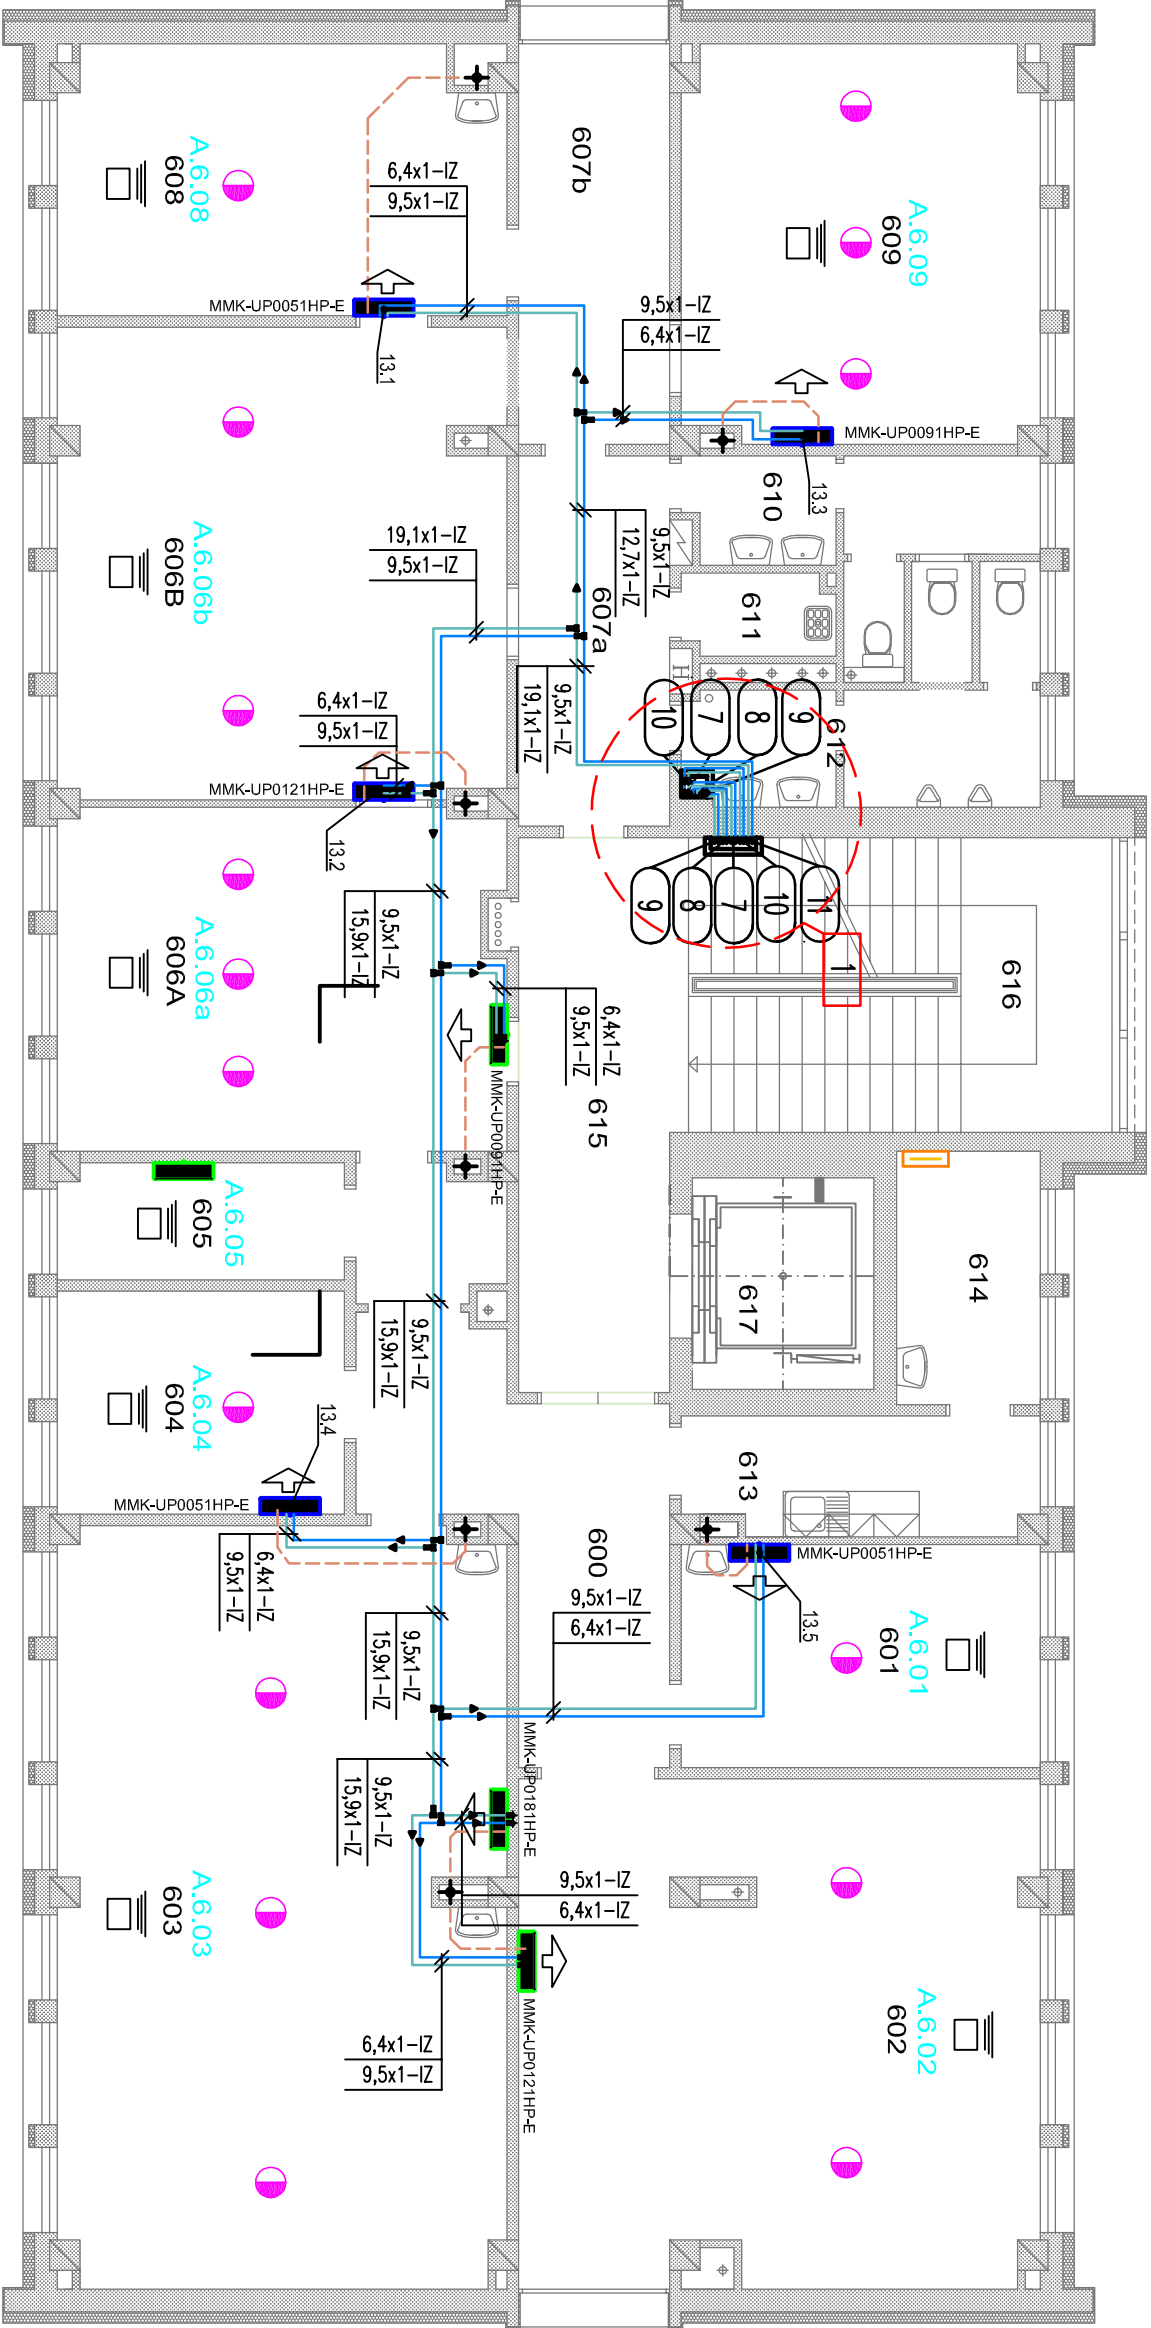 607b
A.6.08
608
A.6.09
609
6,4x1-IZ
9,5x1-IZ
MMK-UP0051HP-E
13.1
9,5x1-IZ
6,4x1-IZ
MMK-UP0091HP-E
13.3
610
9,5x1-IZ
12,7x1-IZ
A.6.06b
606B
19,1x1-IZ
9,5x1-IZ
607a
611
H
9,5x1-IZ
19,1x1-IZ
10
7
8
9
612
6,4x1-IZ
9,5x1-IZ
MMK-UP0121HP-E
13.2
9
8
7
10
11
1
616
9,5x1-IZ
15,9x1-IZ
A.6.06a
606A
6,4x1-IZ
9,5x1-IZ
MMK-UP0091HP-E
615
A.6.05
605
614
617
9,5x1-IZ
15,9x1-IZ
A.6.04
604
13.4
MMK-UP0051HP-E
6,4x1-IZ
9,5x1-IZ
613
600
MMK-UP0051HP-E
13.5
9,5x1-IZ
6,4x1-IZ
A.6.01
601
9,5x1-IZ
15,9x1-IZ
MMK-UP0181HP-E
9,5x1-IZ
15,9x1-IZ
A.6.03
603
9,5x1-IZ
6,4x1-IZ
MMK-UP0121HP-E
A.6.02
602
6,4x1-IZ
9,5x1-IZ